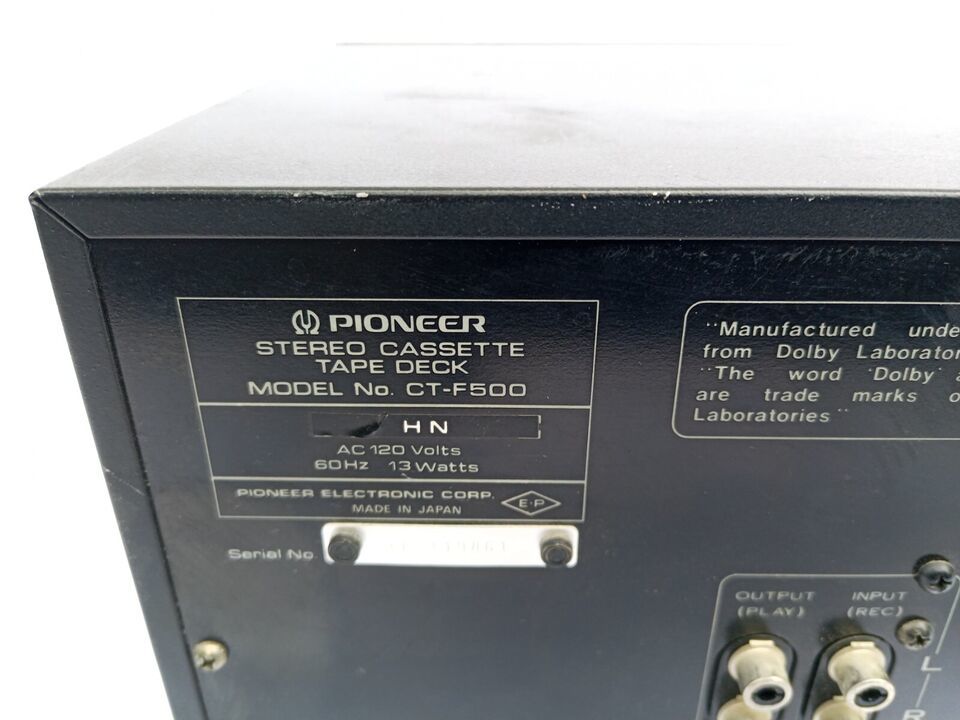 PIONEER
STEREO CASSETTE
TAPE DECK
MODEL No. CT-F500
HN
AC 120 Volts
60Hz 13 Watts
PIONEER ELECTRONIC CORP.
MADE IN JAPAN
E·P
Serial No.
"Manufactured unde
from Dolby Laborator
"The word 'Dolby'
are trade marks o
Laboratories"
OUTPUT
(PLAY)
INPUT
(REC)
L
R